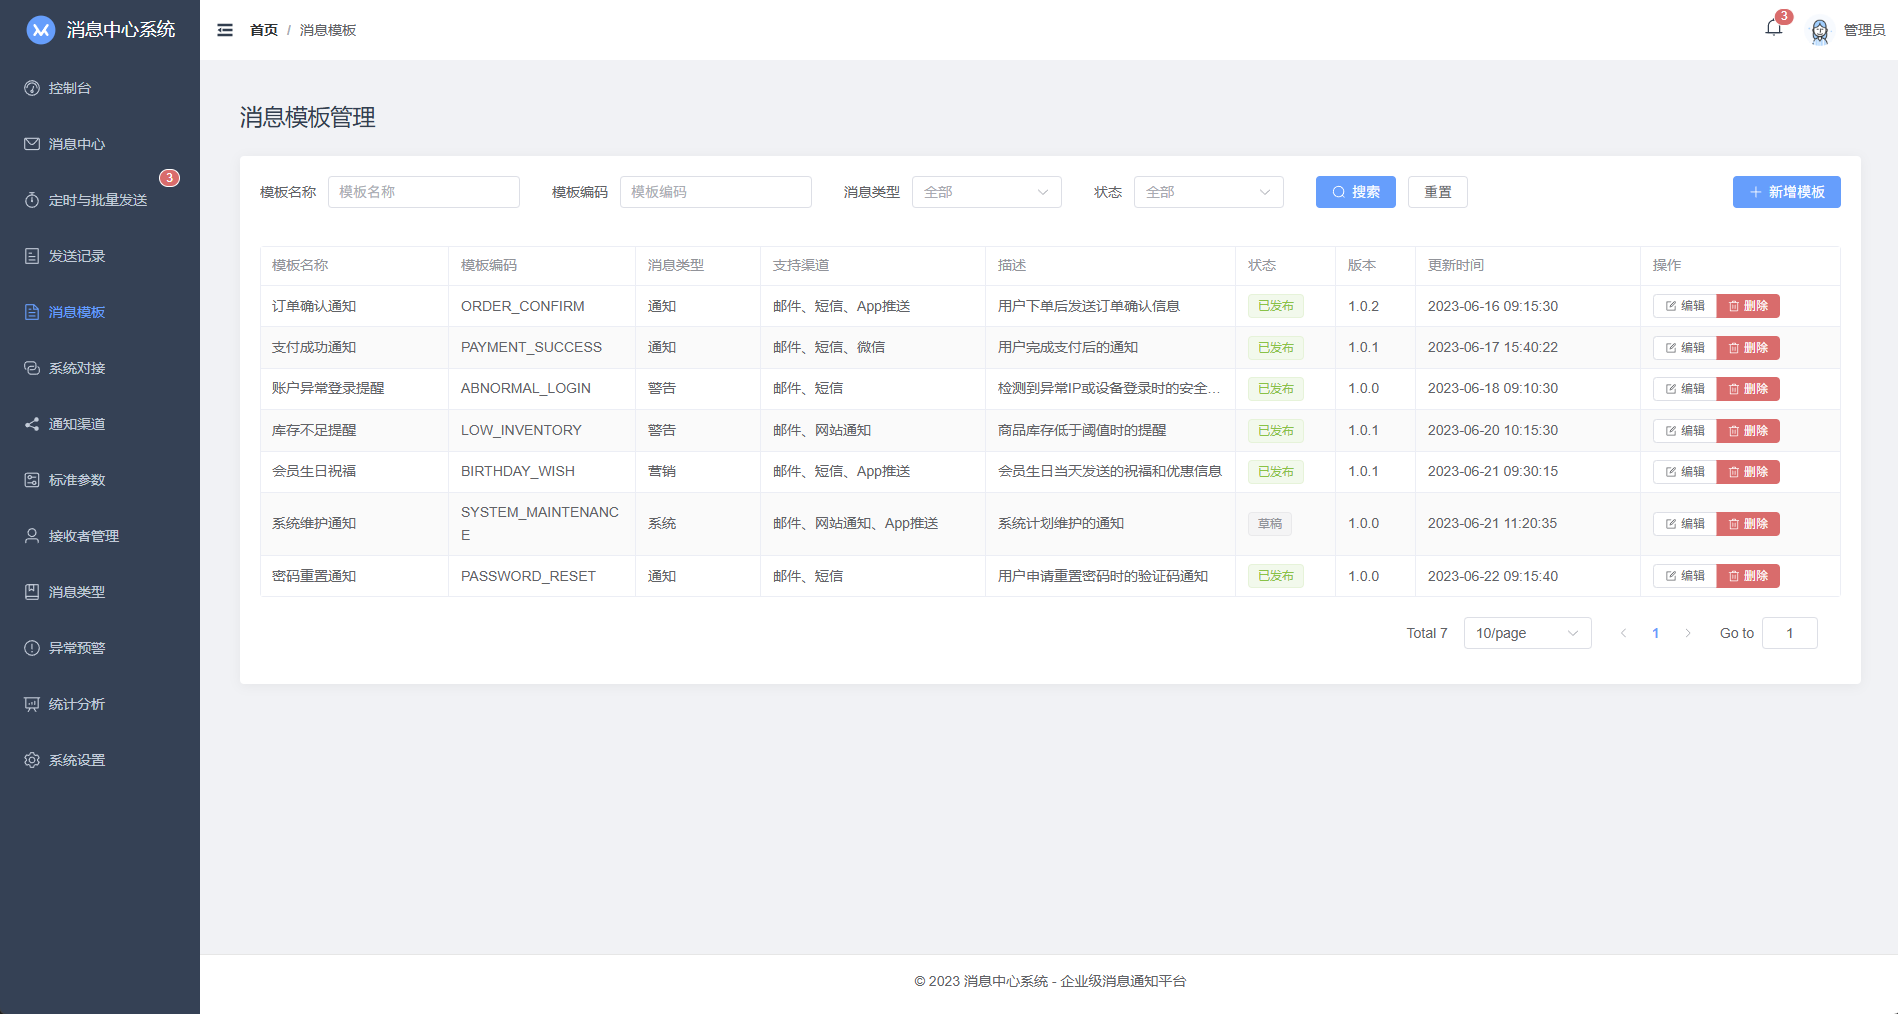 消息中心系统
首页 / 消息模板
3
管理员
控制台
消息中心
3
定时与批量发送
发送记录
消息模板
系统对接
通知渠道
标准参数
接收者管理
消息类型
异常预警
统计分析
系统设置
消息模板管理
模板名称 模板名称 模板编码 模板编码 消息类型 全部 状态 全部 搜索 重置 新增模板
模板名称 模板编码 消息类型 支持渠道 描述 状态 版本 更新时间 操作
订单确认通知 ORDER_CONFIRM 通知 邮件、短信、App推送 用户下单后发送订单确认信息 已发布 1.0.2 2023-06-16 09:15:30 编辑 删除
支付成功通知 PAYMENT_SUCCESS 通知 邮件、短信、微信 用户完成支付后的通知 已发布 1.0.1 2023-06-17 15:40:22 编辑 删除
账户异常登录提醒 ABNORMAL_LOGIN 警告 邮件、短信 检测到异常IP或设备登录时的安全... 已发布 1.0.0 2023-06-18 09:10:30 编辑 删除
库存不足提醒 LOW_INVENTORY 警告 邮件、网站通知 商品库存低于阈值时的提醒 已发布 1.0.1 2023-06-20 10:15:30 编辑 删除
会员生日祝福 BIRTHDAY_WISH 营销 邮件、短信、App推送 会员生日当天发送的祝福和优惠信息 已发布 1.0.1 2023-06-21 09:30:15 编辑 删除
系统维护通知 SYSTEM_MAINTENANC
E 系统 邮件、网站通知、App推送 系统计划维护的通知 草稿 1.0.0 2023-06-21 11:20:35 编辑 删除
密码重置通知 PASSWORD_RESET 通知 邮件、短信 用户申请重置密码时的验证码通知 已发布 1.0.0 2023-06-22 09:15:40 编辑 删除
Total 7 10/page 1 Go to 1
© 2023 消息中心系统 - 企业级消息通知平台